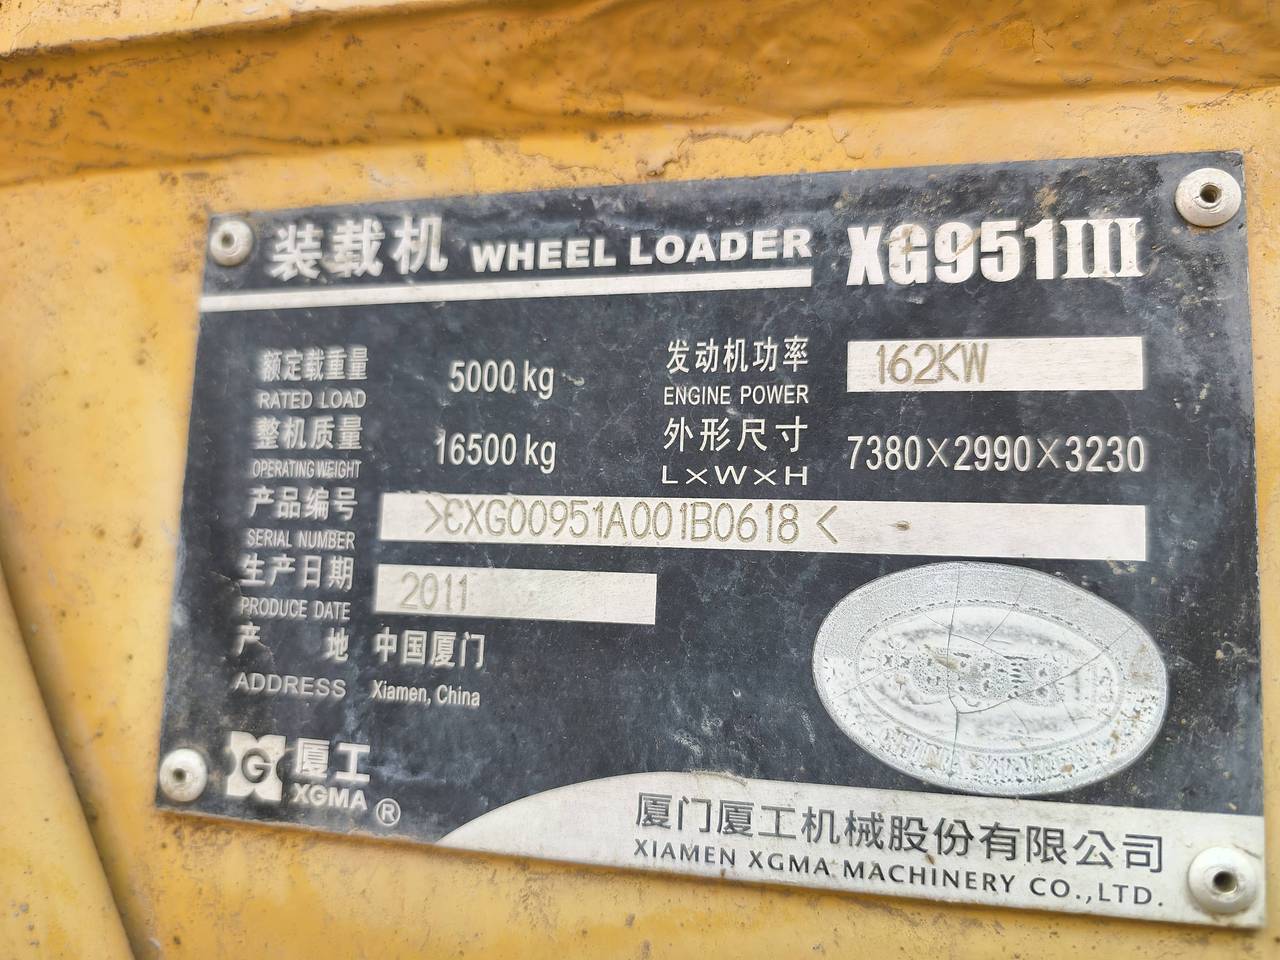 装载机 WHEEL LOADER XG951III
额定载重量 5000 kg 发动机功率 162KW
RATED LOAD ENGINE POWER
整机质量 16500 kg 外形尺寸 7380×2990×3230
OPERATING WEIGHT L×W×H
产品编号 >CXG00951A001B0618<
SERIAL NUMBER
生产日期 2011
PRODUCE DATE
产地 中国厦门
ADDRESS Xiamen, China
G 厦工
XGMA ®
厦门厦工机械股份有限公司
XIAMEN XGMA MACHINERY CO.,LTD.